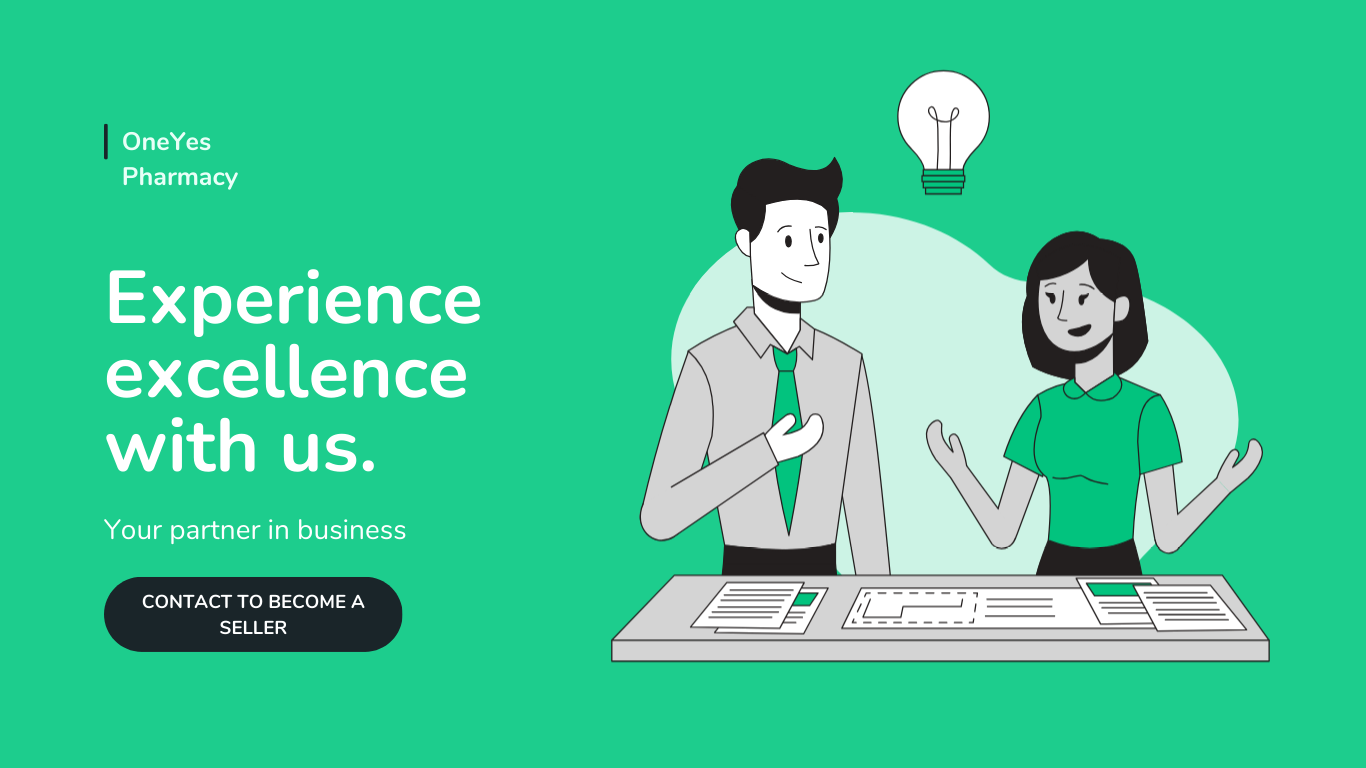 OneYes
Pharmacy
Experience
excellence
with us.
Your partner in business
CONTACT TO BECOME A
SELLER